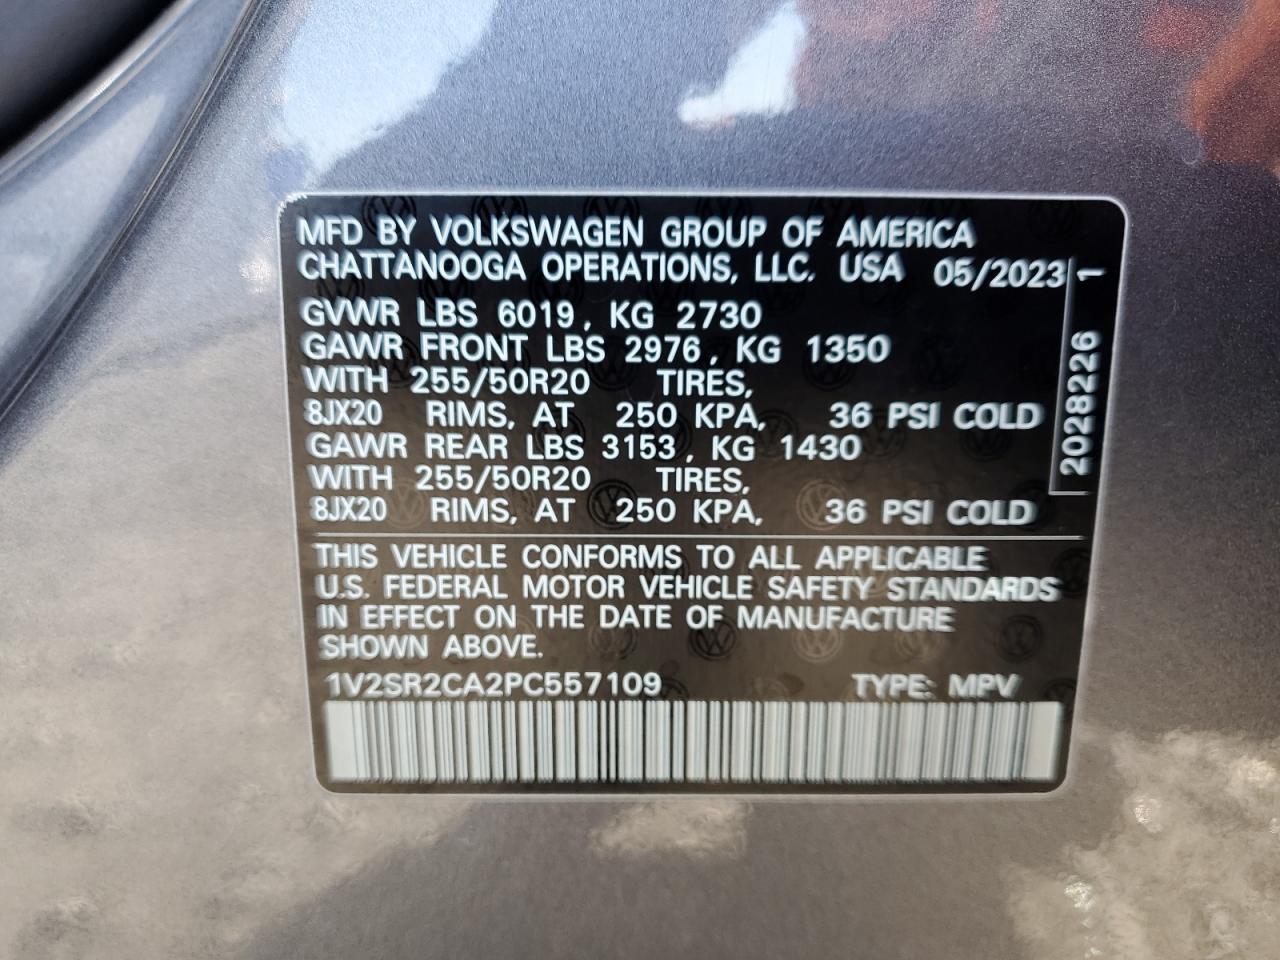 MFD BY VOLKSWAGEN GROUP OF AMERICA
CHATTANOOGA OPERATIONS, LLC. USA 05/2023
GVWR LBS 6019, KG 2730
GAWR FRONT LBS 2976, KG 1350
WITH 255/50R20 TIRES,
8JX20 RIMS, AT 250 KPA, 36 PSI COLD
GAWR REAR LBS 3153, KG 1430
WITH 255/50R20 TIRES,
8JX20 RIMS, AT 250 KPA, 36 PSI COLD
THIS VEHICLE CONFORMS TO ALL APPLICABLE
U.S. FEDERAL MOTOR VEHICLE SAFETY STANDARDS
IN EFFECT ON THE DATE OF MANUFACTURE
SHOWN ABOVE.
1V2SR2CA2PC557109 TYPE: MPV
2028226 1